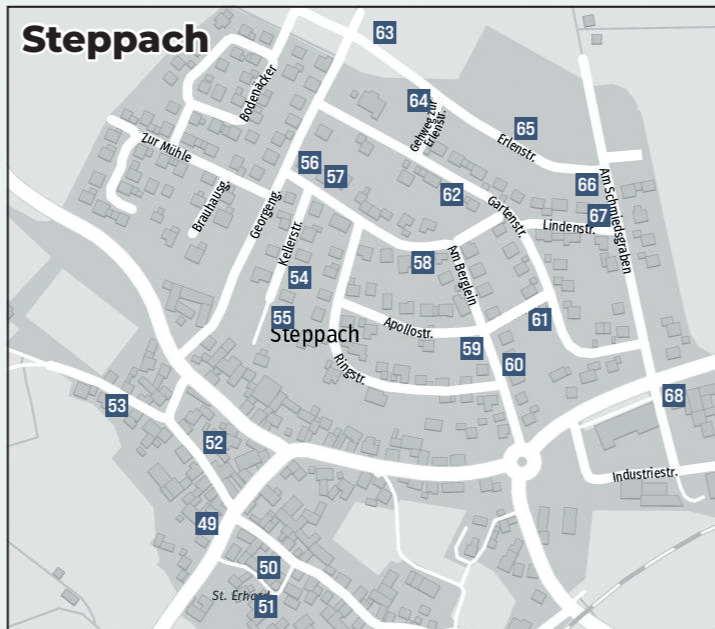 Steppach
63
Bodenäcker
64
Gehweg zur
Erlenstr.
65
Erlenstr.
Zur Mühle
56
57
66
Am Schmiedsgraben
Brauhausg.
Georgeng.
62
Gartenstr.
67
Lindenstr.
Kellerstr.
54
58
Am Berglein
55
Steppach
Apollostr.
61
59
Ringstr.
60
53
68
52
Industriestr.
49
50
St. Erhard
51